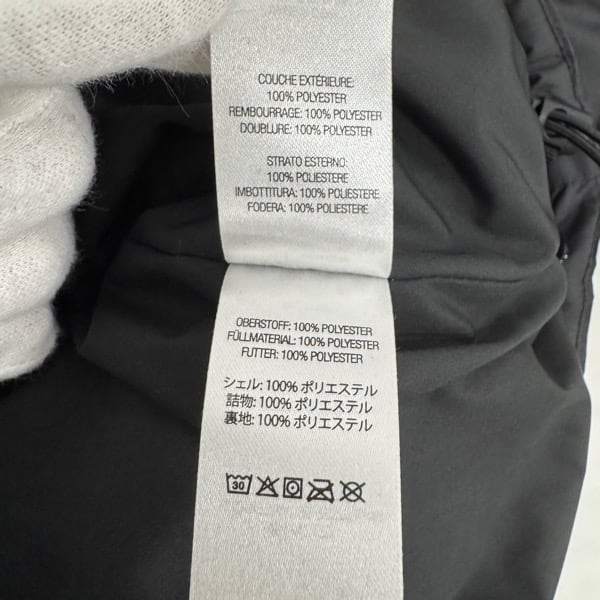 COUCHE EXTÉRIEURE:
100% POLYESTER
REMBOURRAGE: 100% POLYESTER
DOUBLURE: 100% POLYESTER
STRATO ESTERNO:
100% POLIESTERE
IMBOTTITURA: 100% POLIESTERE
FODERA: 100% POLIESTERE
OBERSTOFF: 100% POLYESTER
FÜLLMATERIAL: 100% POLYESTER
FUTTER: 100% POLYESTER
シェル: 100% ポリエステル
詰物: 100% ポリエステル
裏地: 100% ポリエステル
30